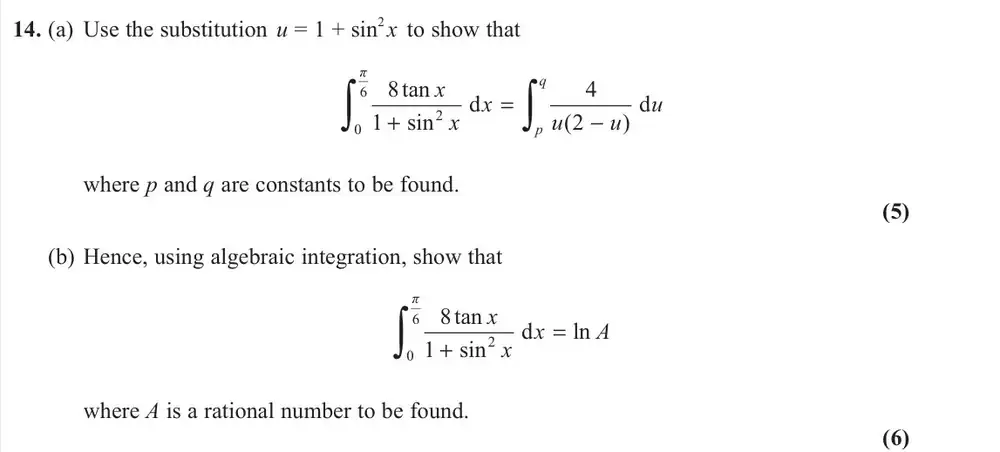 14. (a) Use the substitution u = 1 + sin²x to show that
∫₀^(π/6) (8 tan x)/(1 + sin² x) dx = ∫ₚ^q 4/(u(2 − u)) du
where p and q are constants to be found.
(5)
(b) Hence, using algebraic integration, show that
∫₀^(π/6) (8 tan x)/(1 + sin² x) dx = ln A
where A is a rational number to be found.
(6)